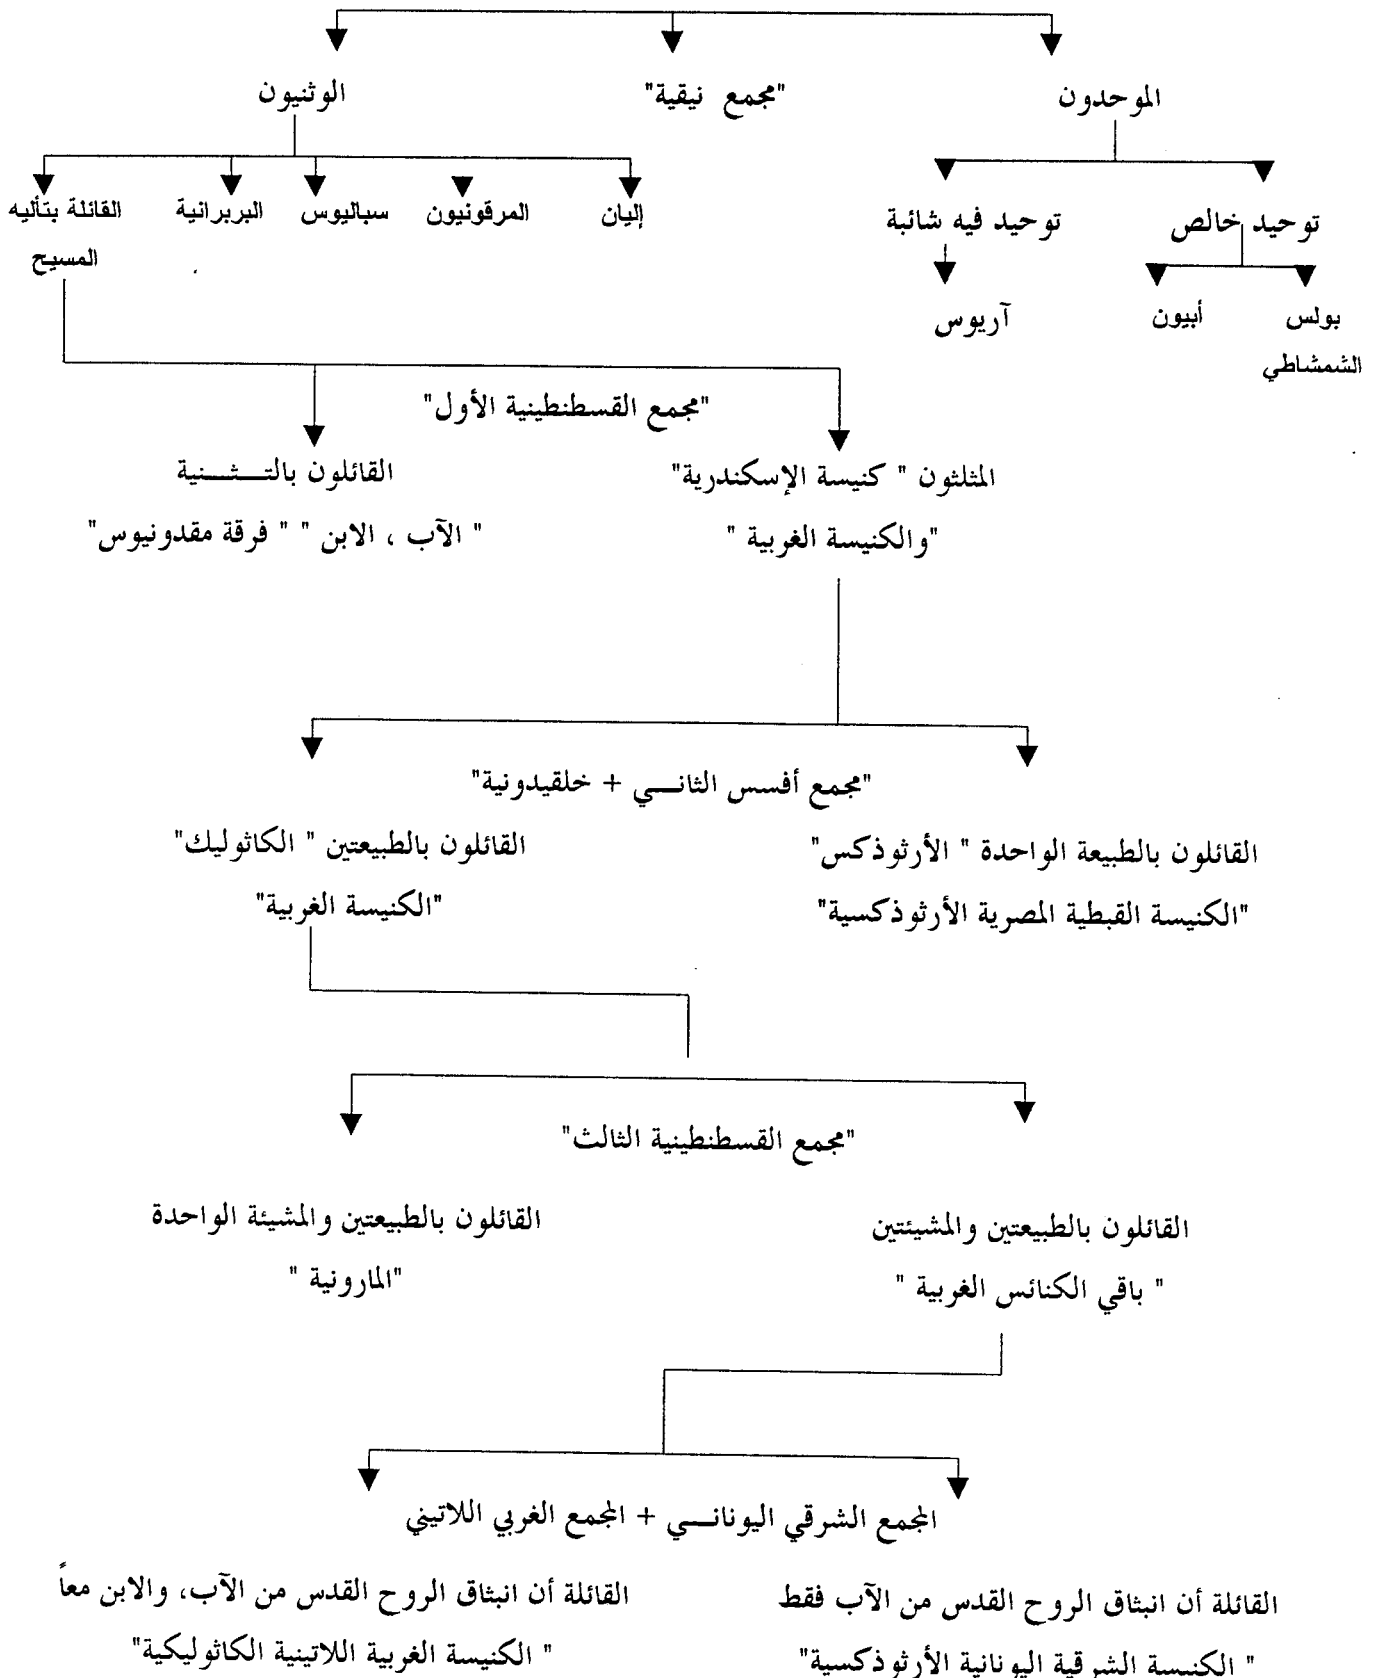 الموحدون
"مجمع نيقية"
الوثنيون
توحيد خالص
توحيد فيه شائبة
إليان
المرقونيون
سباليوس
البربرانية
القائلة بتأليه
المسيح
بولس
الشمشاطي
أبيون
آريوس
"مجمع القسطنطينية الأول"
المثلثون " كنيسة الإسكندرية"
"والكنيسة الغربية "
القائلون بالتـــثـــنية
" الآب ، الابن " " فرقة مقدونيوس"
"مجمع أفسس الثانــي + خلقيدونية"
القائلون بالطبيعة الواحدة " الأرثوذكس"
"الكنيسة القبطية المصرية الأرثوذكسية"
القائلون بالطبيعتين " الكاثوليك"
"الكنيسة الغربية"
"مجمع القسطنطينية الثالث"
القائلون بالطبيعتين والمشيئتين
" باقي الكنائس الغربية "
القائلون بالطبيعتين والمشيئة الواحدة
"المارونية "
المجمع الشرقي اليونانــي + المجمع الغربي اللاتيني
القائلة أن انبثاق الروح القدس من الآب فقط
" الكنيسة الشرقية اليونانية الأرثوذكسية"
القائلة أن انبثاق الروح القدس من الآب، والابن معاً
" الكنيسة الغربية اللاتينية الكاثوليكية"